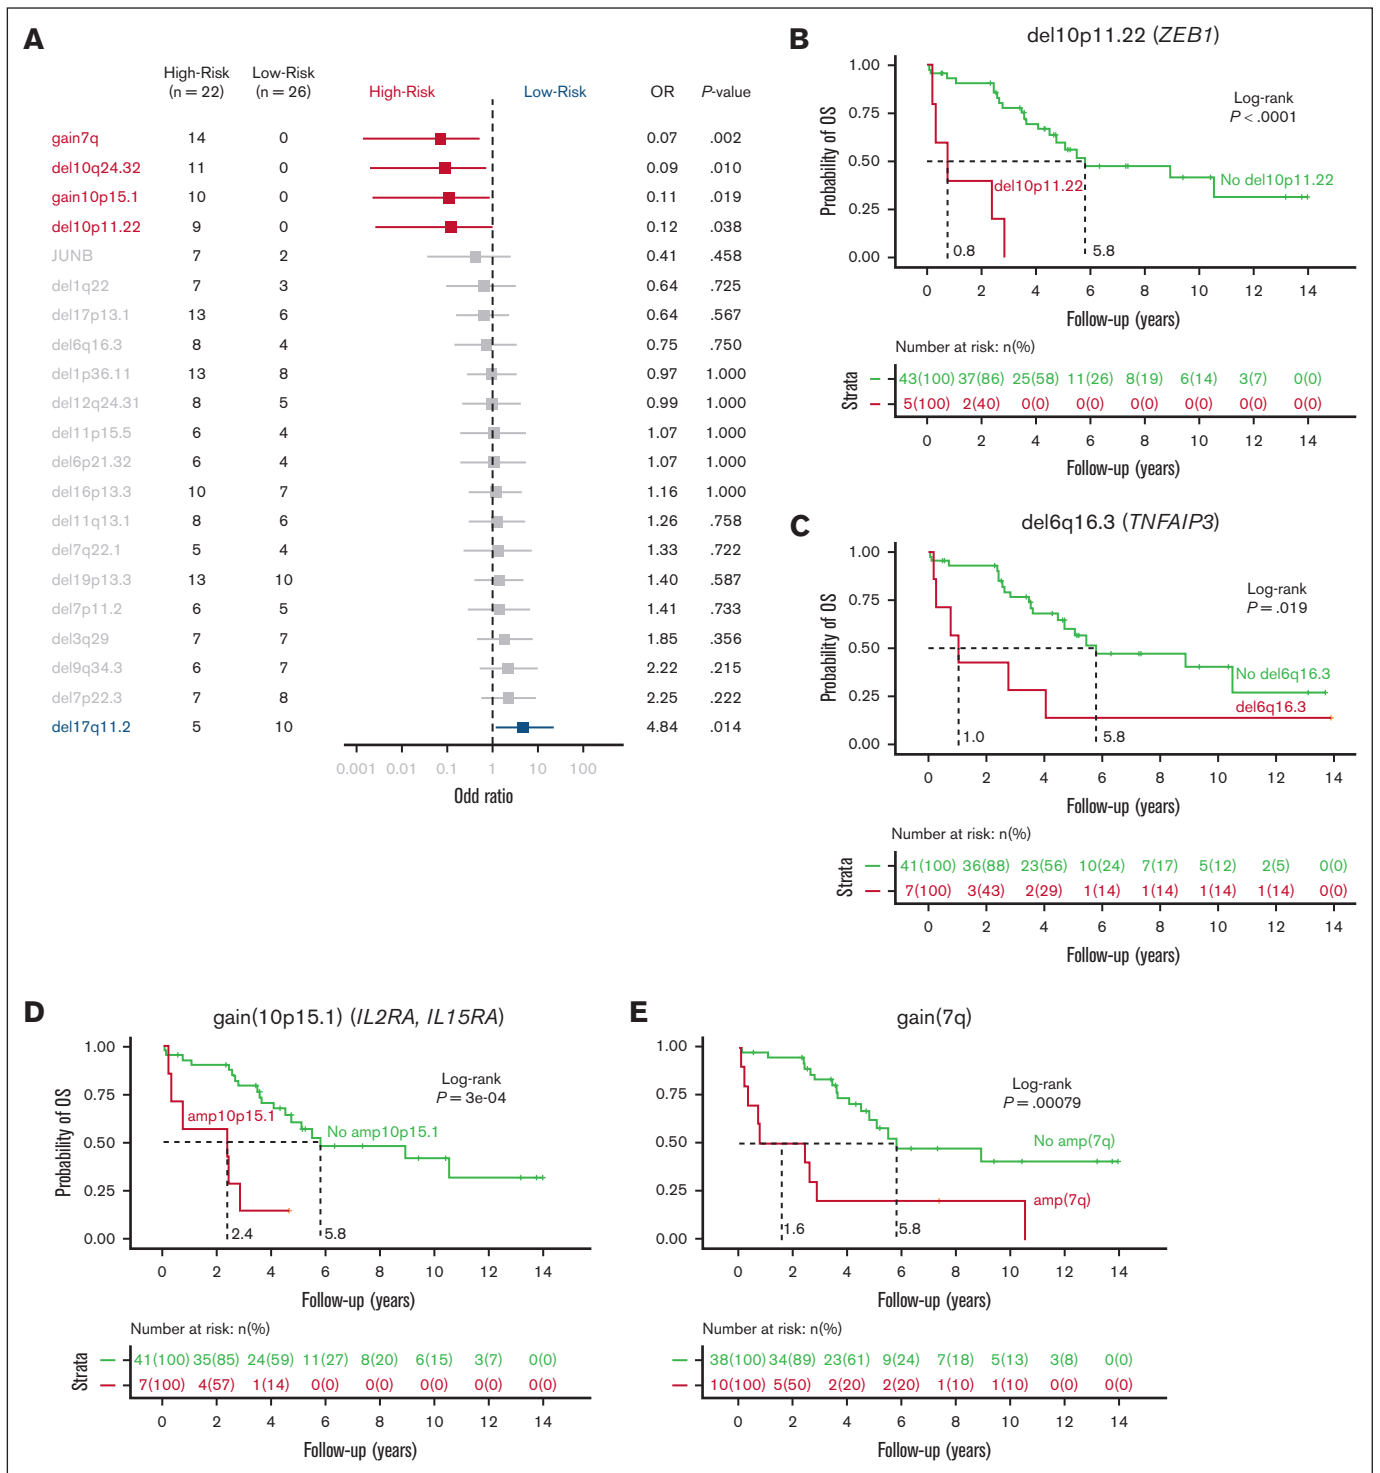 A
High-Risk (n = 22) Low-Risk (n = 26) High-Risk Low-Risk OR P-value
gain7q 14 0 0.07 .002
del10q24.32 11 0 0.09 .010
gain10p15.1 10 0 0.11 .019
del10p11.22 9 0 0.12 .038
JUNB 7 2 0.41 .458
del1q22 7 3 0.64 .725
del17p13.1 13 6 0.64 .567
del6q16.3 8 4 0.75 .750
del1p36.11 13 8 0.97 1.000
del12q24.31 8 5 0.99 1.000
del11p15.5 6 4 1.07 1.000
del6p21.32 6 4 1.07 1.000
del16p13.3 10 7 1.16 1.000
del11q13.1 8 6 1.26 .758
del7q22.1 5 4 1.33 .722
del19p13.3 13 10 1.40 .587
del7p11.2 6 5 1.41 .733
del3q29 7 7 1.85 .356
del9q34.3 6 7 2.22 .215
del7p22.3 7 8 2.25 .222
del17q11.2 5 10 4.84 .014
0.001 0.01 0.1 1 10 100
Odd ratio
B
del10p11.22 (ZEB1)
Probability of OS
1.00
0.75
0.50
0.25
0.00
Log-rank
P < .0001
No del10p11.22
del10p11.22
0.8 5.8
0 2 4 6 8 10 12 14
Follow-up (years)
Number at risk: n(%)
Strata
43(100) 37(86) 25(58) 11(26) 8(19) 6(14) 3(7) 0(0)
5(100) 2(40) 0(0) 0(0) 0(0) 0(0) 0(0) 0(0)
0 2 4 6 8 10 12 14
Follow-up (years)
C
del6q16.3 (TNFAIP3)
Probability of OS
1.00
0.75
0.50
0.25
0.00
Log-rank
P = .019
No del6q16.3
del6q16.3
1.0 5.8
0 2 4 6 8 10 12 14
Follow-up (years)
Number at risk: n(%)
Strata
41(100) 36(88) 23(56) 10(24) 7(17) 5(12) 2(5) 0(0)
7(100) 3(43) 2(29) 1(14) 1(14) 1(14) 1(14) 0(0)
0 2 4 6 8 10 12 14
Follow-up (years)
D
gain(10p15.1) (IL2RA, IL15RA)
Probability of OS
1.00
0.75
0.50
0.25
0.00
Log-rank
P = 3e-04
amp10p15.1
No amp10p15.1
2.4 5.8
0 2 4 6 8 10 12 14
Follow-up (years)
Number at risk: n(%)
Strata
41(100) 35(85) 24(59) 11(27) 8(20) 6(15) 3(7) 0(0)
7(100) 4(57) 1(14) 0(0) 0(0) 0(0) 0(0) 0(0)
0 2 4 6 8 10 12 14
Follow-up (years)
E
gain(7q)
1.00
0.75
0.50
0.25
0.00
Log-rank
P = .00079
No amp(7q)
amp(7q)
1.6 5.8
0 2 4 6 8 10 12 14
Follow-up (years)
Number at risk: n(%)
38(100) 34(89) 23(61) 9(24) 7(18) 5(13) 3(8) 0(0)
10(100) 5(50) 2(20) 2(20) 1(10) 1(10) 0(0) 0(0)
0 2 4 6 8 10 12 14
Follow-up (years)